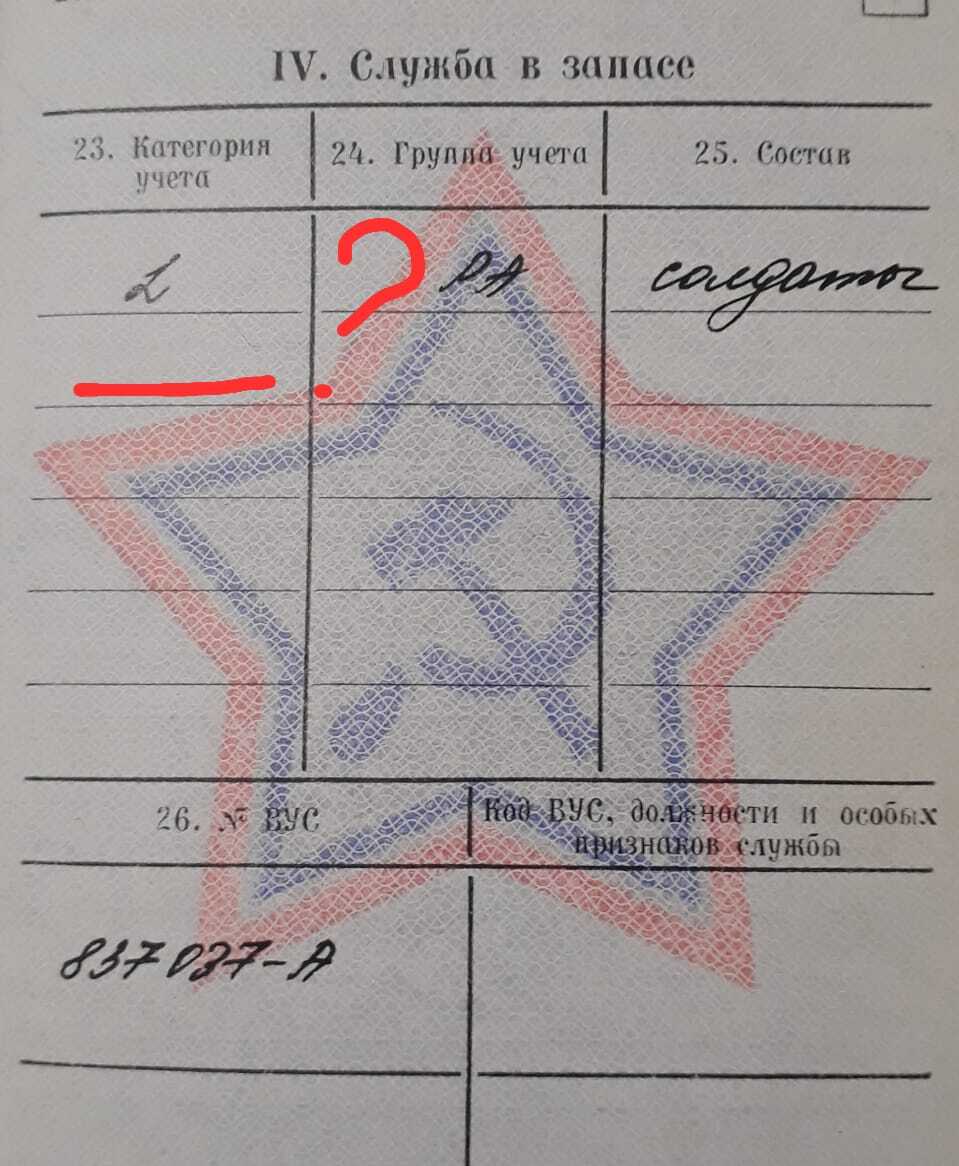 IV. Служба в запасе
23. Категория учета
24. Группа учета
25. Состав
?
РА
солдаты
26. № ВУС
Код ВУС, должности и особых
признаков службы
837037-А